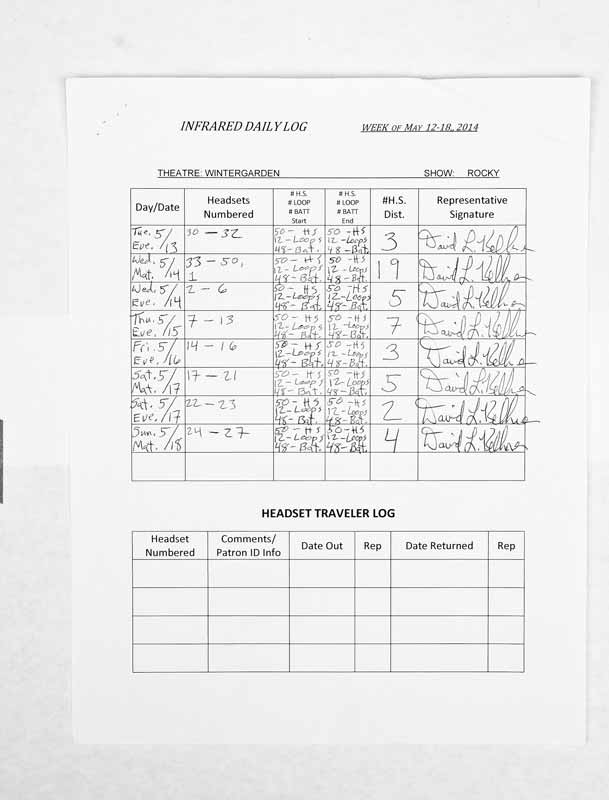 INFRARED DAILY LOG WEEK OF MAY 12-18, 2014
THEATRE: WINTERGARDEN SHOW: ROCKY
Day/Date Headsets Numbered # H.S. # LOOP # BATT Start # H.S. # LOOP # BATT End #H.S. Dist. Representative Signature
Tue. 5/ 30 – 32 50 – HS 50 – HS 3 David L. Kellner
Eve. /13 12 – Loops 12 – Loops
48 – Bat. 48 – Bat.
Wed. 5/ 33 – 50, 50 – HS 50 – HS 19 David L. Kellner
Mat. /14 1 12 – Loops 12 – Loops
48 – Bat. 48 – Bat.
Wed. 5/ 2 – 6 50 – HS 50 – HS 5 David L. Kellner
Eve. /14 12 – Loops 12 – Loops
48 – Bat. 48 – Bat.
Thu. 5/ 7 – 13 50 – HS 50 – HS 7 David L. Kellner
Eve. /15 12 – Loops 12 – Loops
48 – Bat. 48 – Bat.
Fri. 5/ 14 – 16 50 – HS 50 – HS 3 David L. Kellner
Eve. /16 12 – Loops 12 – Loops
48 – Bat. 48 – Bat.
Sat. 5/ 17 – 21 50 – HS 50 – HS 5 David L. Kellner
Mat. /17 12 – Loops 12 – Loops
48 – Bat. 48 – Bat.
Sat. 5/ 22 – 23 50 – HS 50 – HS 2 David L. Kellner
Eve. /17 12 – Loops 12 – Loops
48 – Bat. 48 – Bat.
Sun. 5/ 24 – 27 50 – HS 50 – HS 4 David L. Kellner
Mat. /18 12 – Loops 12 – Loops
48 – Bat. 48 – Bat.
HEADSET TRAVELER LOG
Headset Numbered Comments/ Patron ID Info Date Out Rep Date Returned Rep